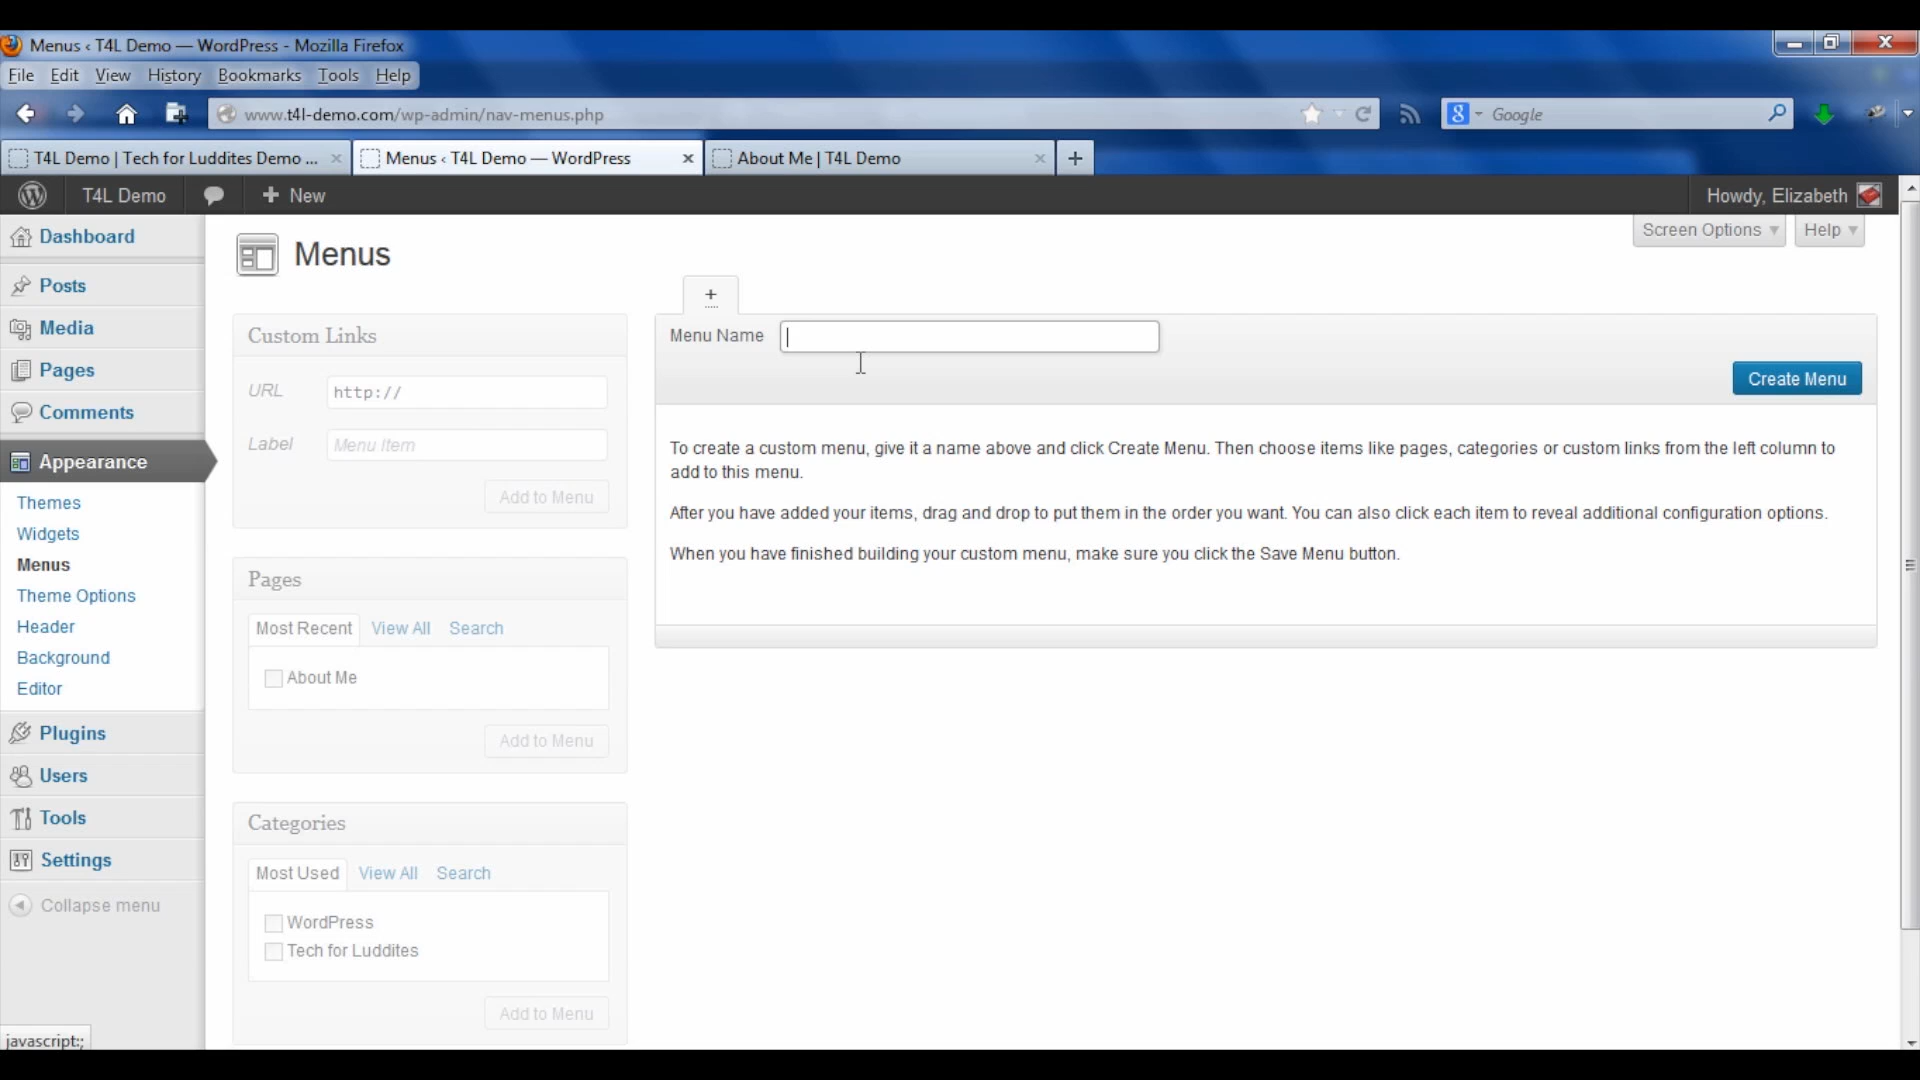 Menus ‹ T4L Demo — WordPress - Mozilla Firefox
File Edit View History Bookmarks Tools Help
www.t4l-demo.com/wp-admin/nav-menus.php
8 Google
T4L Demo | Tech for Luddites Demo ...
Menus ‹ T4L Demo — WordPress
About Me | T4L Demo
T4L Demo
+ New
Howdy, Elizabeth
Screen Options
Help
Dashboard
Posts
Media
Pages
Comments
Appearance
Themes
Widgets
Menus
Theme Options
Header
Background
Editor
Plugins
Users
Tools
Settings
Collapse menu
Menus
Custom Links
URL http://
Label Menu Item
Add to Menu
Pages
Most Recent View All Search
About Me
Add to Menu
Categories
Most Used View All Search
WordPress
Tech for Luddites
Add to Menu
+
Menu Name
Create Menu
To create a custom menu, give it a name above and click Create Menu. Then choose items like pages, categories or custom links from the left column to
add to this menu.
After you have added your items, drag and drop to put them in the order you want. You can also click each item to reveal additional configuration options.
When you have finished building your custom menu, make sure you click the Save Menu button.
javascript:;